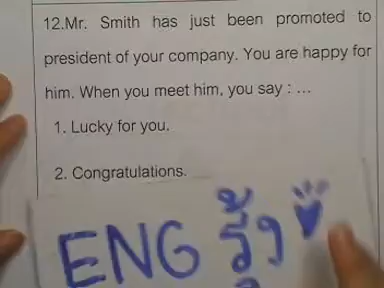 12.Mr. Smith has just been promoted to
president of your company. You are happy for
him. When you meet him, you say : ...
1. Lucky for you.
2. Congratulations.
ENG